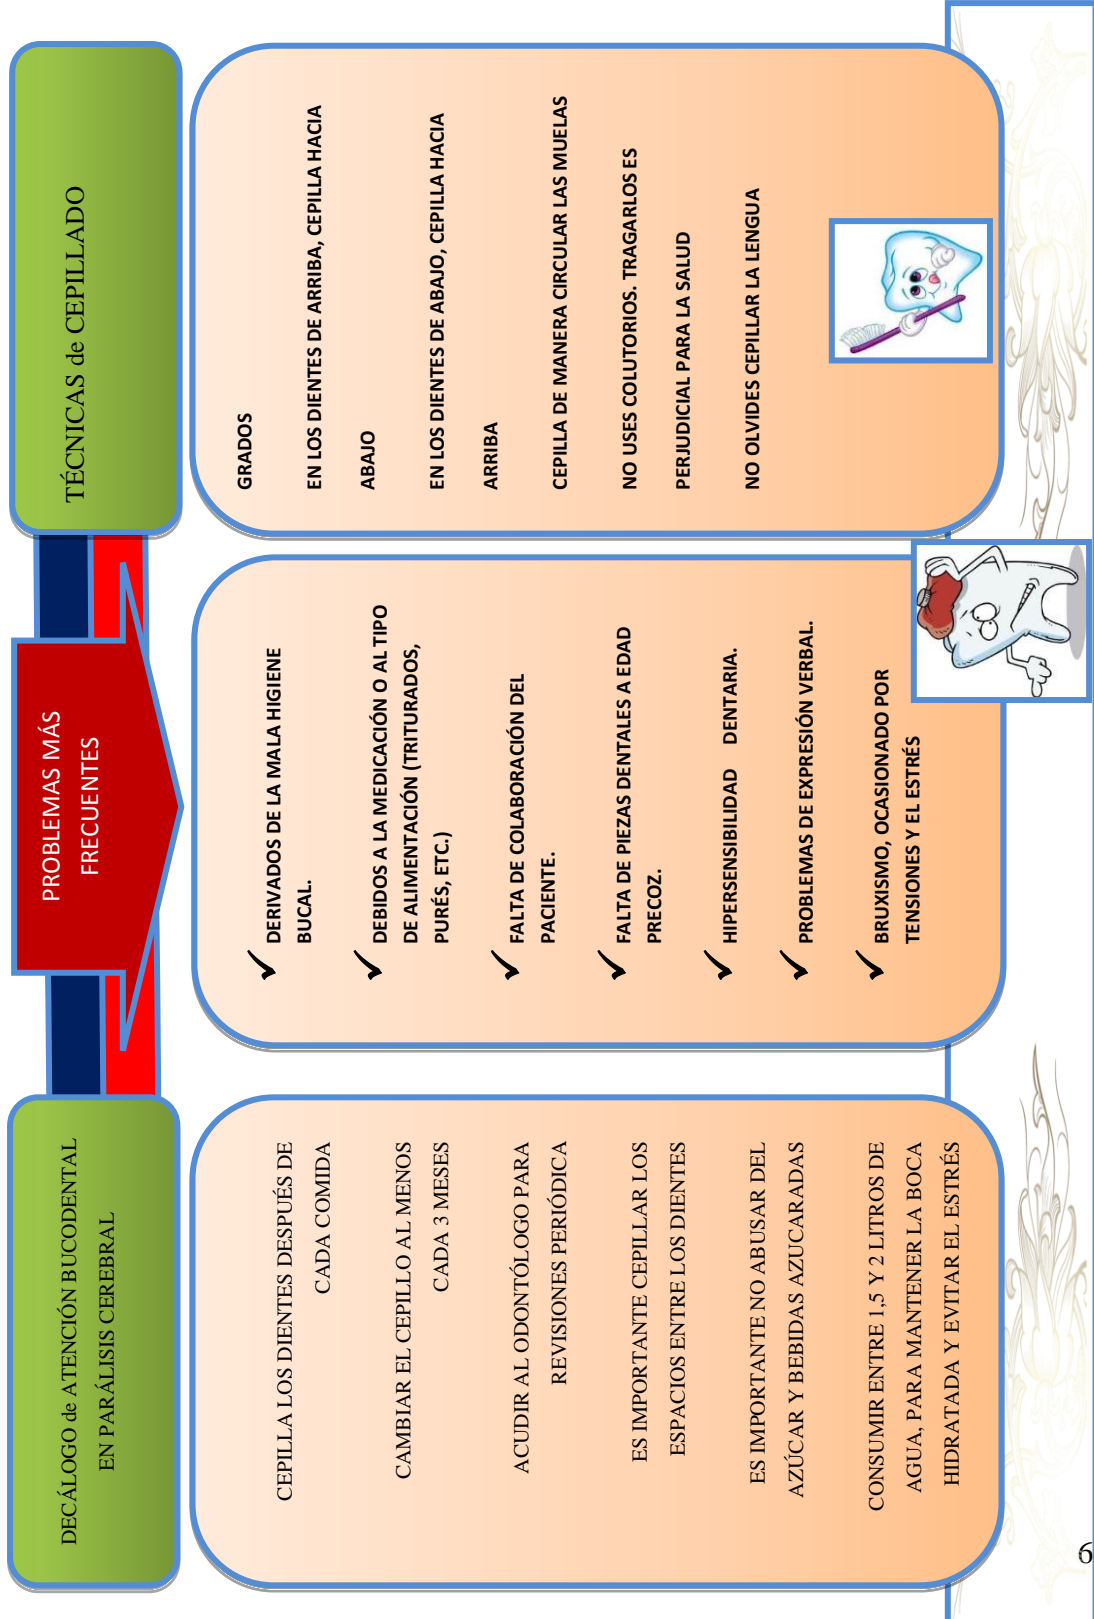 DECÁLOGO de ATENCIÓN BUCODENTAL
EN PARÁLISIS CEREBRAL
CEPILLA LOS DIENTES DESPUÉS DE
CADA COMIDA
CAMBIAR EL CEPILLO AL MENOS
CADA 3 MESES
ACUDIR AL ODONTÓLOGO PARA
REVISIONES PERIÓDICA
ES IMPORTANTE CEPILLAR LOS
ESPACIOS ENTRE LOS DIENTES
ES IMPORTANTE NO ABUSAR DEL
AZÚCAR Y BEBIDAS AZUCARADAS
CONSUMIR ENTRE 1,5 Y 2 LITROS DE
AGUA, PARA MANTENER LA BOCA
HIDRATADA Y EVITAR EL ESTRÉS
PROBLEMAS MÁS
FRECUENTES
DERIVADOS DE LA MALA HIGIENE
BUCAL.
DEBIDOS A LA MEDICACIÓN O AL TIPO
DE ALIMENTACIÓN (TRITURADOS,
PURÉS, ETC.)
FALTA DE COLABORACIÓN DEL
PACIENTE.
FALTA DE PIEZAS DENTALES A EDAD
PRECOZ.
HIPERSENSIBILIDAD DENTARIA.
PROBLEMAS DE EXPRESIÓN VERBAL.
BRUXISMO, OCASIONADO POR
TENSIONES Y EL ESTRÉS
TÉCNICAS de CEPILLADO
GRADOS
EN LOS DIENTES DE ARRIBA, CEPILLA HACIA
ABAJO
EN LOS DIENTES DE ABAJO, CEPILLA HACIA
ARRIBA
CEPILLA DE MANERA CIRCULAR LAS MUELAS
NO USES COLUTORIOS. TRAGARLOS ES
PERJUDICIAL PARA LA SALUD
NO OLVIDES CEPILLAR LA LENGUA
6